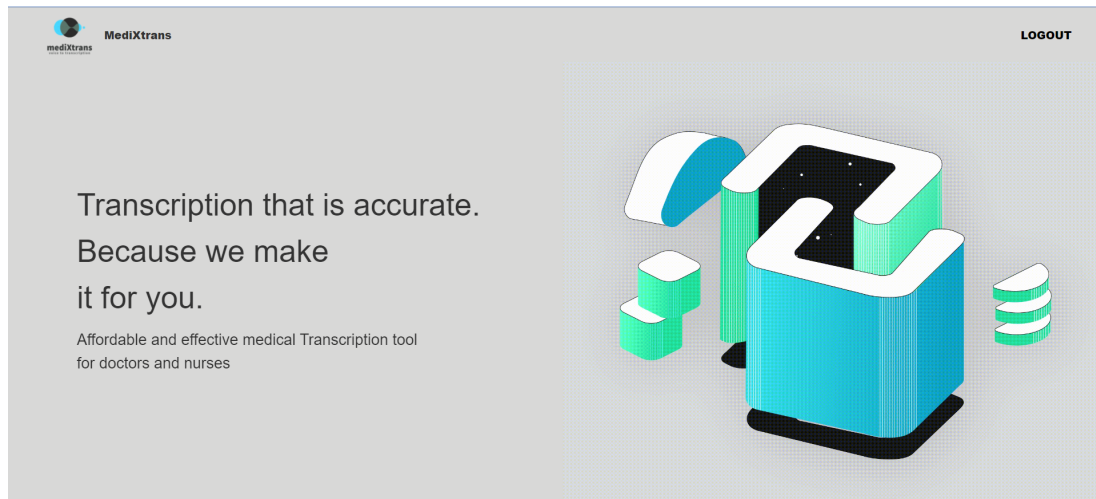 mediXtrans
MediXtrans
LOGOUT
Transcription that is accurate.
Because we make
it for you.
Affordable and effective medical Transcription tool
for doctors and nurses